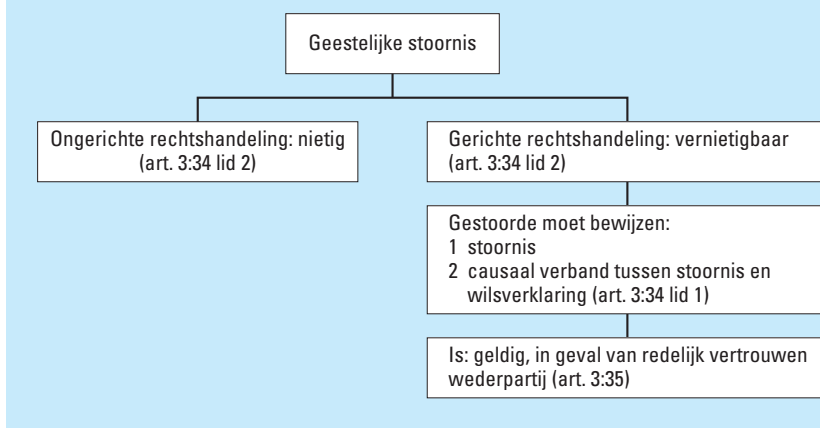 Geestelijke stoornis
Ongerichte rechtshandeling: nietig
(art. 3:34 lid 2)
Gerichte rechtshandeling: vernietigbaar
(art. 3:34 lid 2)
Gestoorde moet bewijzen:
1 stoornis
2 causaal verband tussen stoornis en
wilsverklaring (art. 3:34 lid 1)
Is: geldig, in geval van redelijk vertrouwen
wederpartij (art. 3:35)